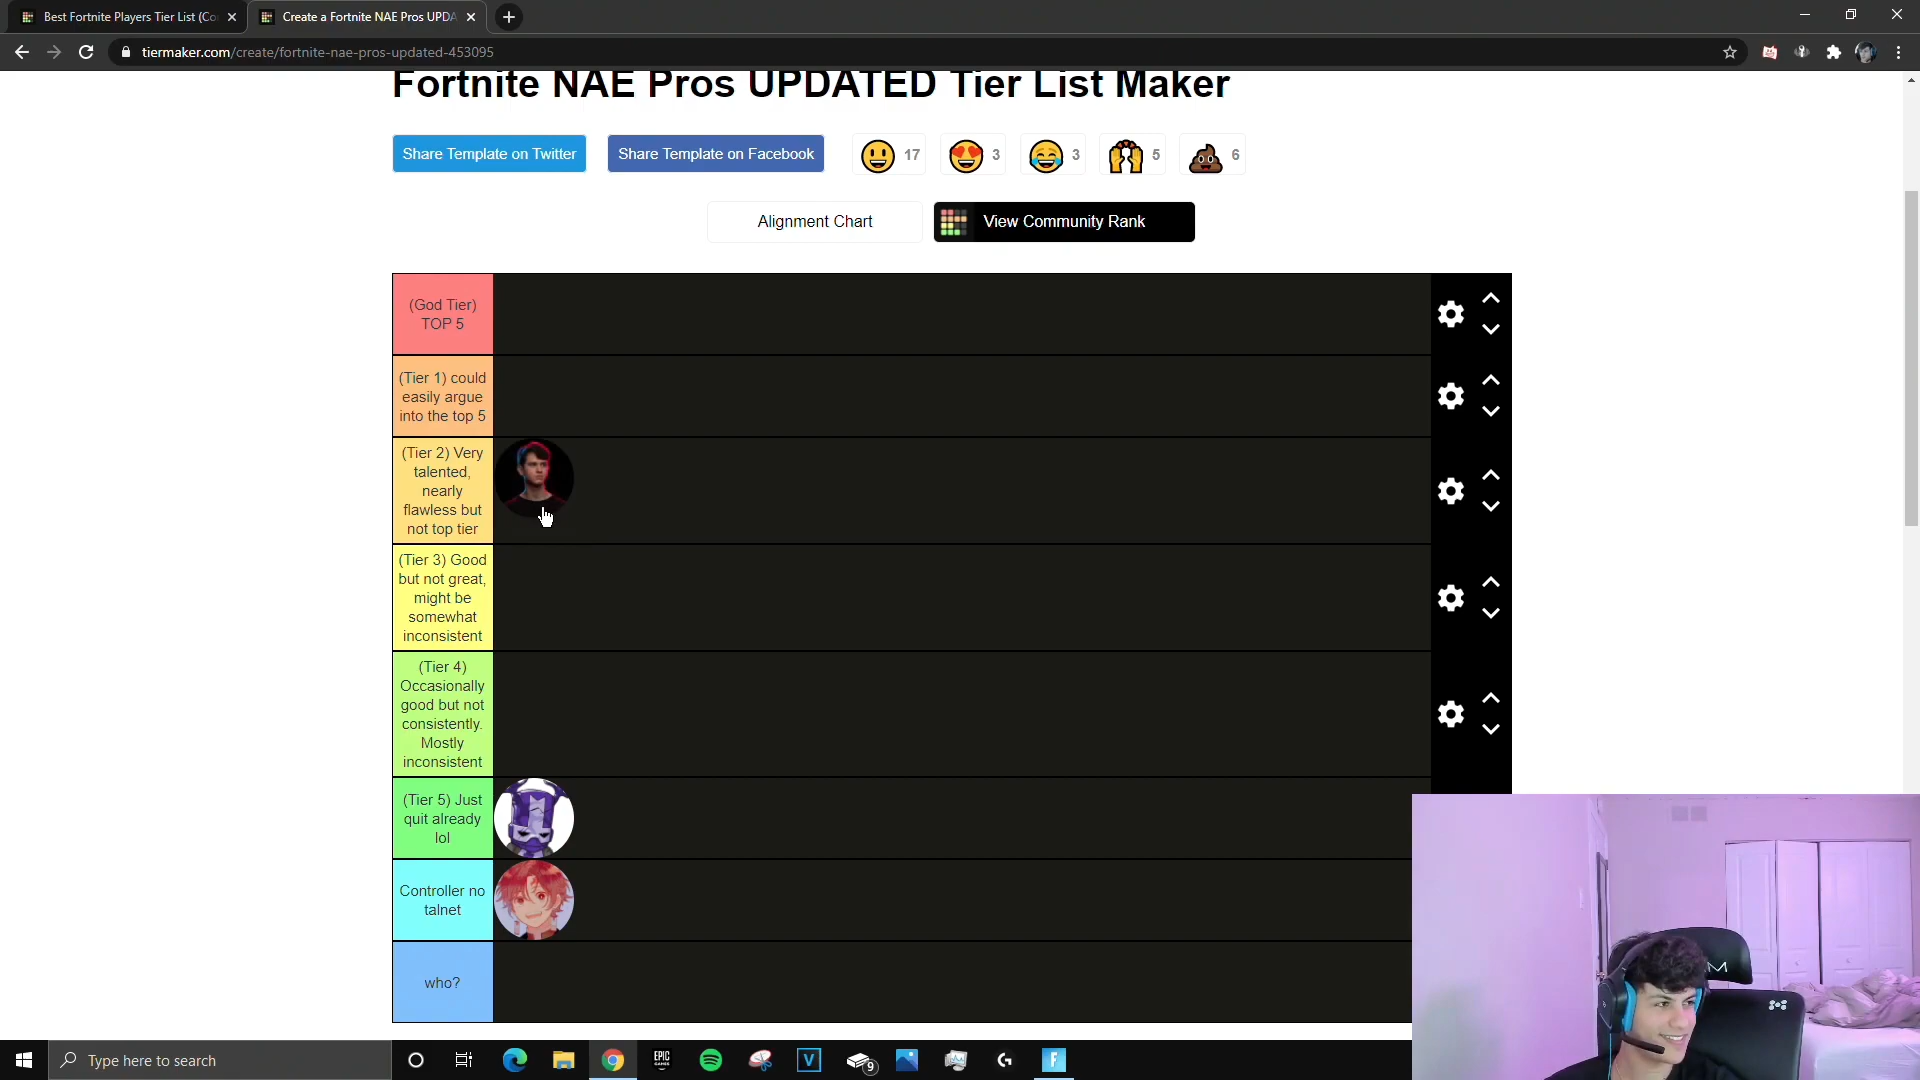 Best Fortnite Players Tier List (Co
Create a Fortnite NAE Pros UPDA
tiermaker.com/create/fortnite-nae-pros-updated-453095
Fortnite NAE Pros UPDATED Tier List Maker
Share Template on Twitter
Share Template on Facebook
17
3
3
5
6
Alignment Chart
View Community Rank
(God Tier)
TOP 5
(Tier 1) could
easily argue
into the top 5
(Tier 2) Very
talented,
nearly
flawless but
not top tier
(Tier 3) Good
but not great,
might be
somewhat
inconsistent
(Tier 4)
Occasionally
good but not
consistently.
Mostly
inconsistent
(Tier 5) Just
quit already
lol
Controller no
talnet
who?
Type here to search
EPIC
GAMES
V
9
F